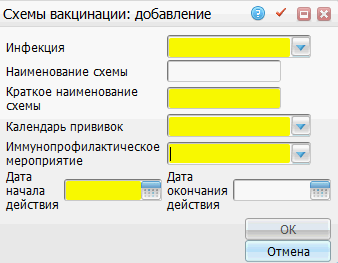 Схемы вакцинации: добавление
Инфекция
Наименование схемы
Краткое наименование
схемы
Календарь прививок
Иммунопрофилактическое
мероприятие
Дата
начала
действия
Дата
окончания
действия
ОК
Отмена